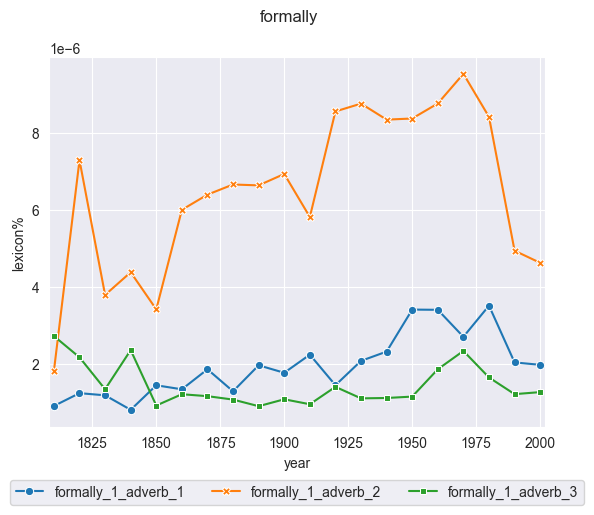 formally
1e−6
8
6
4
2
lexicon%
1825 1850 1875 1900 1925 1950 1975 2000
year
formally_1_adverb_1 formally_1_adverb_2 formally_1_adverb_3